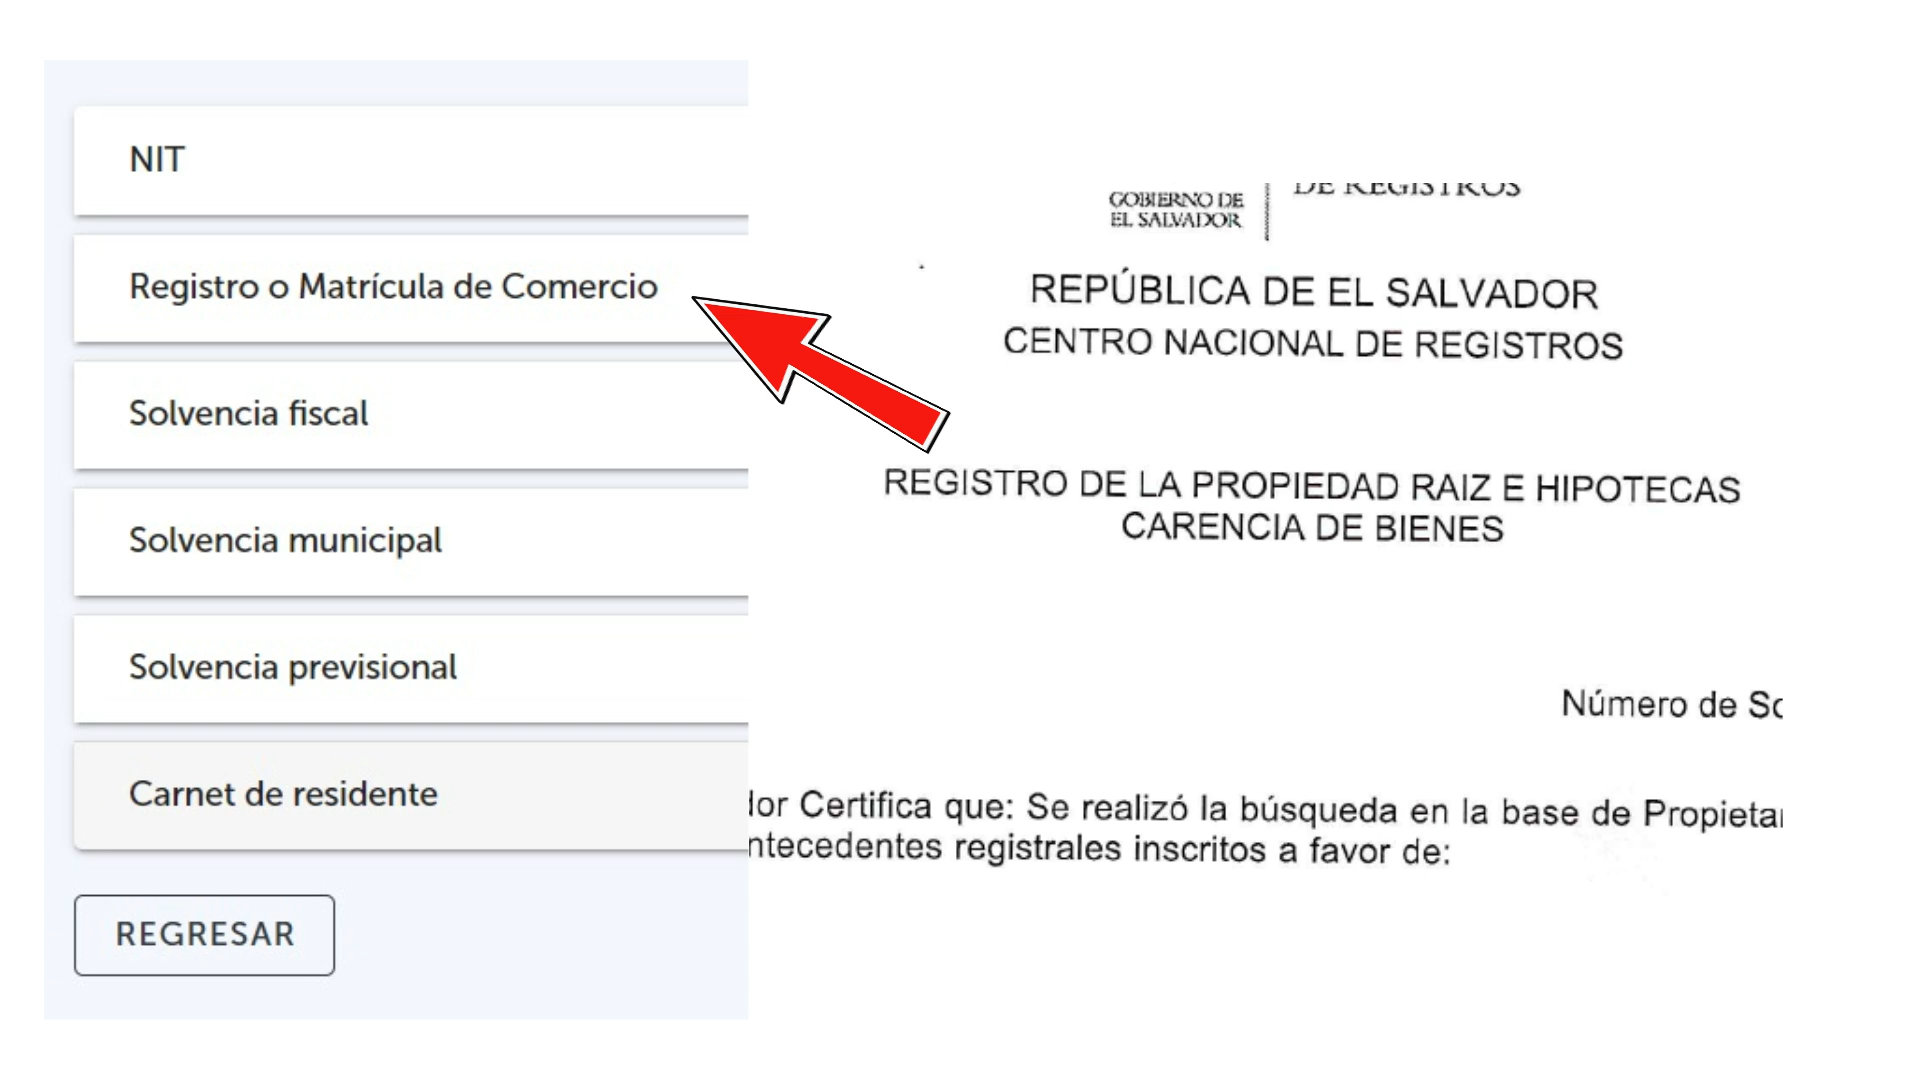 NIT
Registro o Matrícula de Comercio
Solvencia fiscal
Solvencia municipal
Solvencia previsional
Carnet de residente
REGRESAR
GOBIERNO DE
EL SALVADOR
DE REGISTROS
REPÚBLICA DE EL SALVADOR
CENTRO NACIONAL DE REGISTROS
REGISTRO DE LA PROPIEDAD RAIZ E HIPOTECAS
CARENCIA DE BIENES
Número de
Certifica que: Se realizó la búsqueda en la base de
registrales inscritos a favor de: